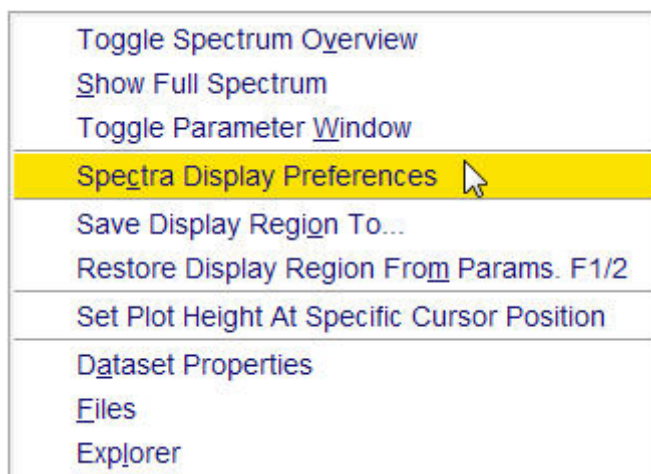 Toggle Spectrum Overview
Show Full Spectrum
Toggle Parameter Window
Spectra Display Preferences
Save Display Region To...
Restore Display Region From Params. F1/2
Set Plot Height At Specific Cursor Position
Dataset Properties
Files
Explorer